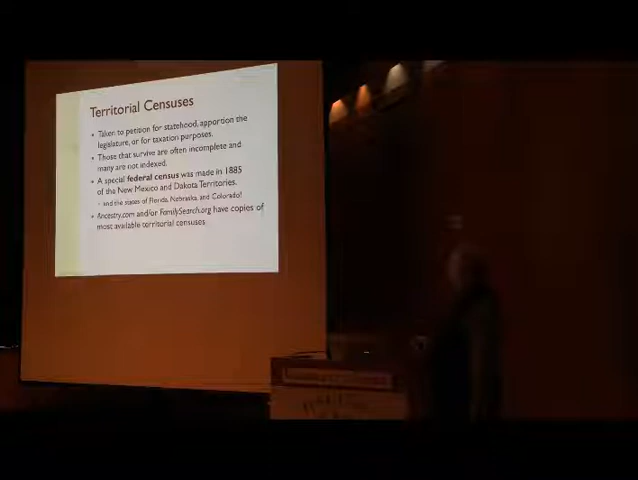 Territorial Censuses
• Taken to petition for statehood, apportion the
legislature, or for taxation purposes.
• Those that survive are often incomplete and
many are not indexed.
• A special federal census was made in 1885
of the New Mexico and Dakota Territories.
– and the states of Florida, Nebraska, and Colorado!
• Ancestry.com and/or FamilySearch.org have copies of
most available territorial censuses